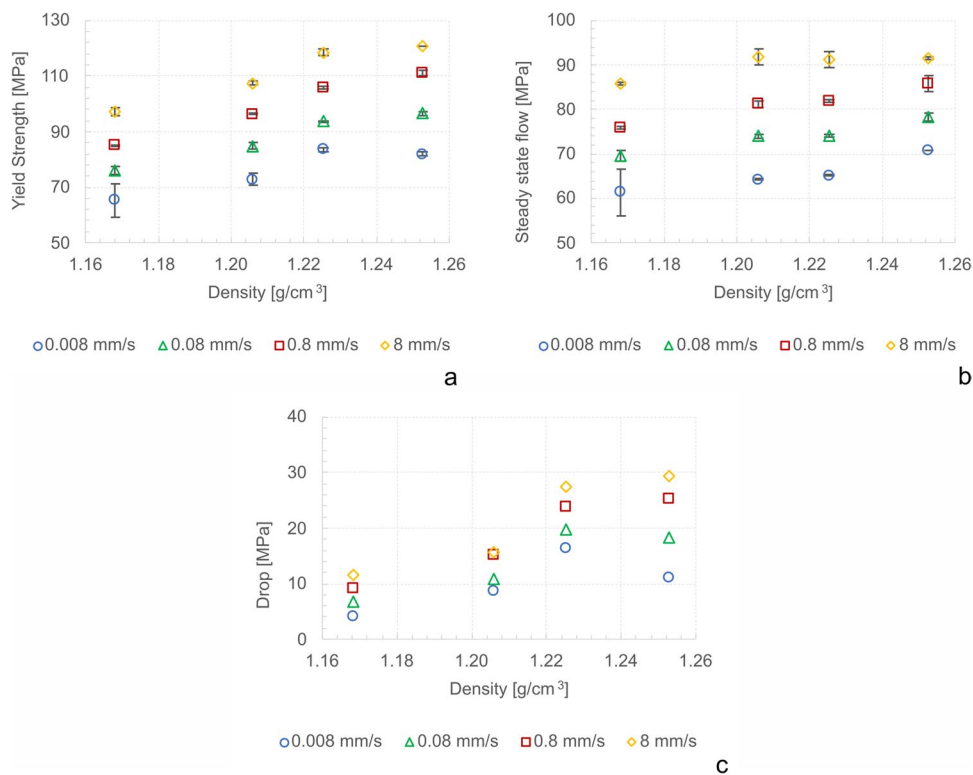 130
110
90
70
50
Yield Strength [MPa]
1.16 1.18 1.20 1.22 1.24 1.26
Density [g/cm³]
0.008 mm/s 0.08 mm/s 0.8 mm/s 8 mm/s
a
100
90
80
70
60
50
Steady state flow [MPa]
1.16 1.18 1.20 1.22 1.24 1.26
Density [g/cm³]
0.008 mm/s 0.08 mm/s 0.8 mm/s 8 mm/s
b
40
30
20
10
0
Drop [MPa]
1.16 1.18 1.20 1.22 1.24 1.26
Density [g/cm³]
0.008 mm/s 0.08 mm/s 0.8 mm/s 8 mm/s
c